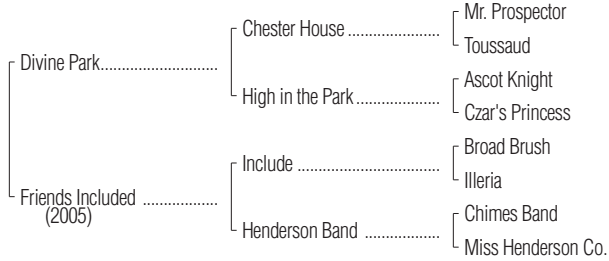 Mr. Prospector
Chester House ....................
Toussaud
Divine Park.........................
Ascot Knight
High in the Park ..................
Czar's Princess
Broad Brush
Include ...............................
Illeria
Friends Included ................
(2005)
Chimes Band
Henderson Band ................
Miss Henderson Co.